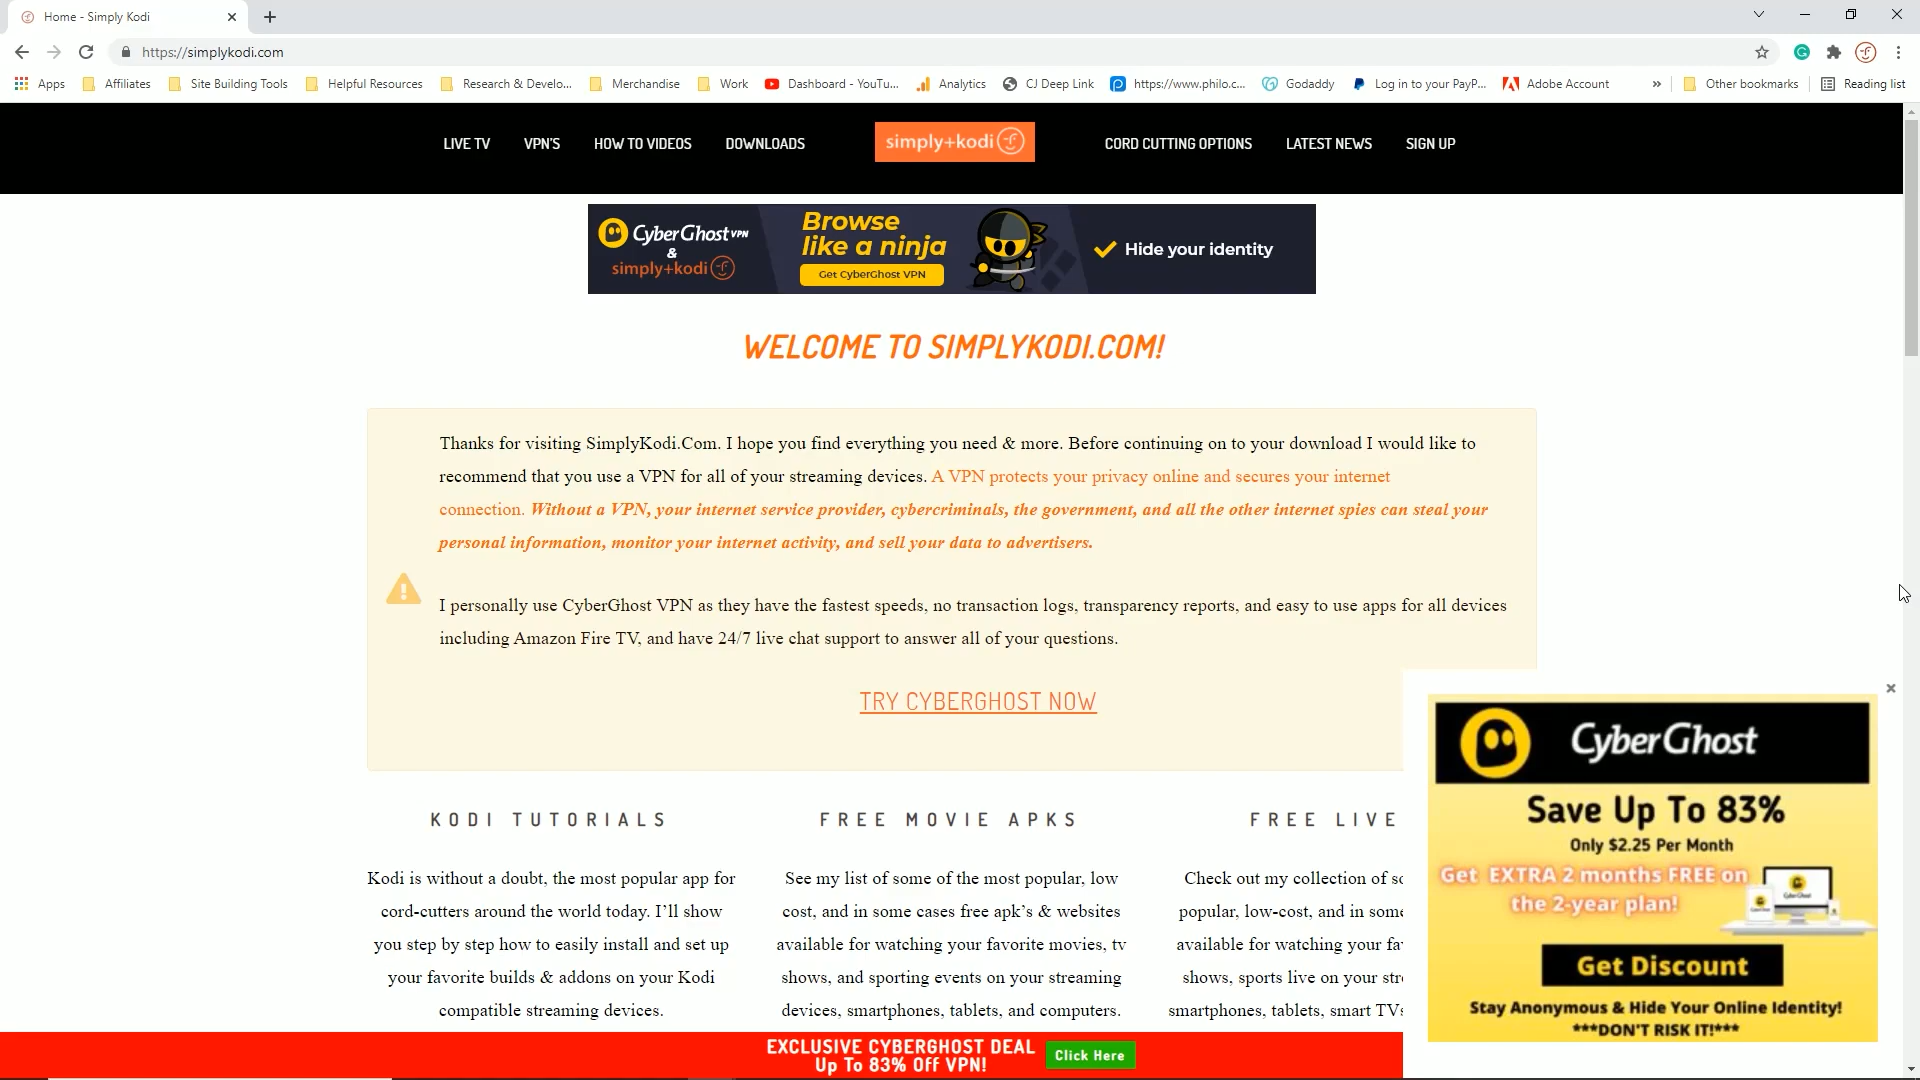 Home - Simply Kodi
https://simplykodi.com
Apps Affiliates Site Building Tools Helpful Resources Research & Develo... Merchandise Work Dashboard - YouTu... Analytics CJ Deep Link https://www.philo.c... Godaddy Log in to your PayP... Adobe Account » Other bookmarks Reading list
LIVE TV VPN'S HOW TO VIDEOS DOWNLOADS simply+kodi CORD CUTTING OPTIONS LATEST NEWS SIGN UP
CyberGhost VPN
&
simply+kodi
Browse
like a ninja
Get CyberGhost VPN
Hide your identity
WELCOME TO SIMPLYKODI.COM!
Thanks for visiting SimplyKodi.Com. I hope you find everything you need & more. Before continuing on to your download I would like to
recommend that you use a VPN for all of your streaming devices. A VPN protects your privacy online and secures your internet
connection. Without a VPN, your internet service provider, cybercriminals, the government, and all the other internet spies can steal your
personal information, monitor your internet activity, and sell your data to advertisers.
I personally use CyberGhost VPN as they have the fastest speeds, no transaction logs, transparency reports, and easy to use apps for all devices
including Amazon Fire TV, and have 24/7 live chat support to answer all of your questions.
TRY CYBERGHOST NOW
KODI TUTORIALS
Kodi is without a doubt, the most popular app for
cord-cutters around the world today. I'll show
you step by step how to easily install and set up
your favorite builds & addons on your Kodi
compatible streaming devices.
FREE MOVIE APKS
See my list of some of the most popular, low
cost, and in some cases free apk's & websites
available for watching your favorite movies, tv
shows, and sporting events on your streaming
devices, smartphones, tablets, and computers.
FREE LIVE
Check out my collection of
popular, low-cost, and in some
available for watching your
shows, sports live on your
smartphones, tablets, smart TVs
CyberGhost
Save Up To 83%
Only $2.25 Per Month
Get EXTRA 2 months FREE on
the 2-year plan!
Get Discount
Stay Anonymous & Hide Your Online Identity!
***DON'T RISK IT!***
EXCLUSIVE CYBERGHOST DEAL
Up To 83% Off VPN!
Click Here